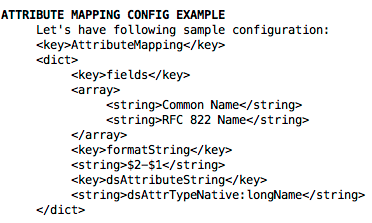 ATTRIBUTE MAPPING CONFIG EXAMPLE
Let's have following sample configuration:
<key>AttributeMapping</key>
<dict>
<key>fields</key>
<array>
<string>Common Name</string>
<string>RFC 822 Name</string>
</array>
<key>formatString</key>
<string>$2-$1</string>
<key>dsAttributeString</key>
<string>dsAttrTypeNative:longName</string>
</dict>